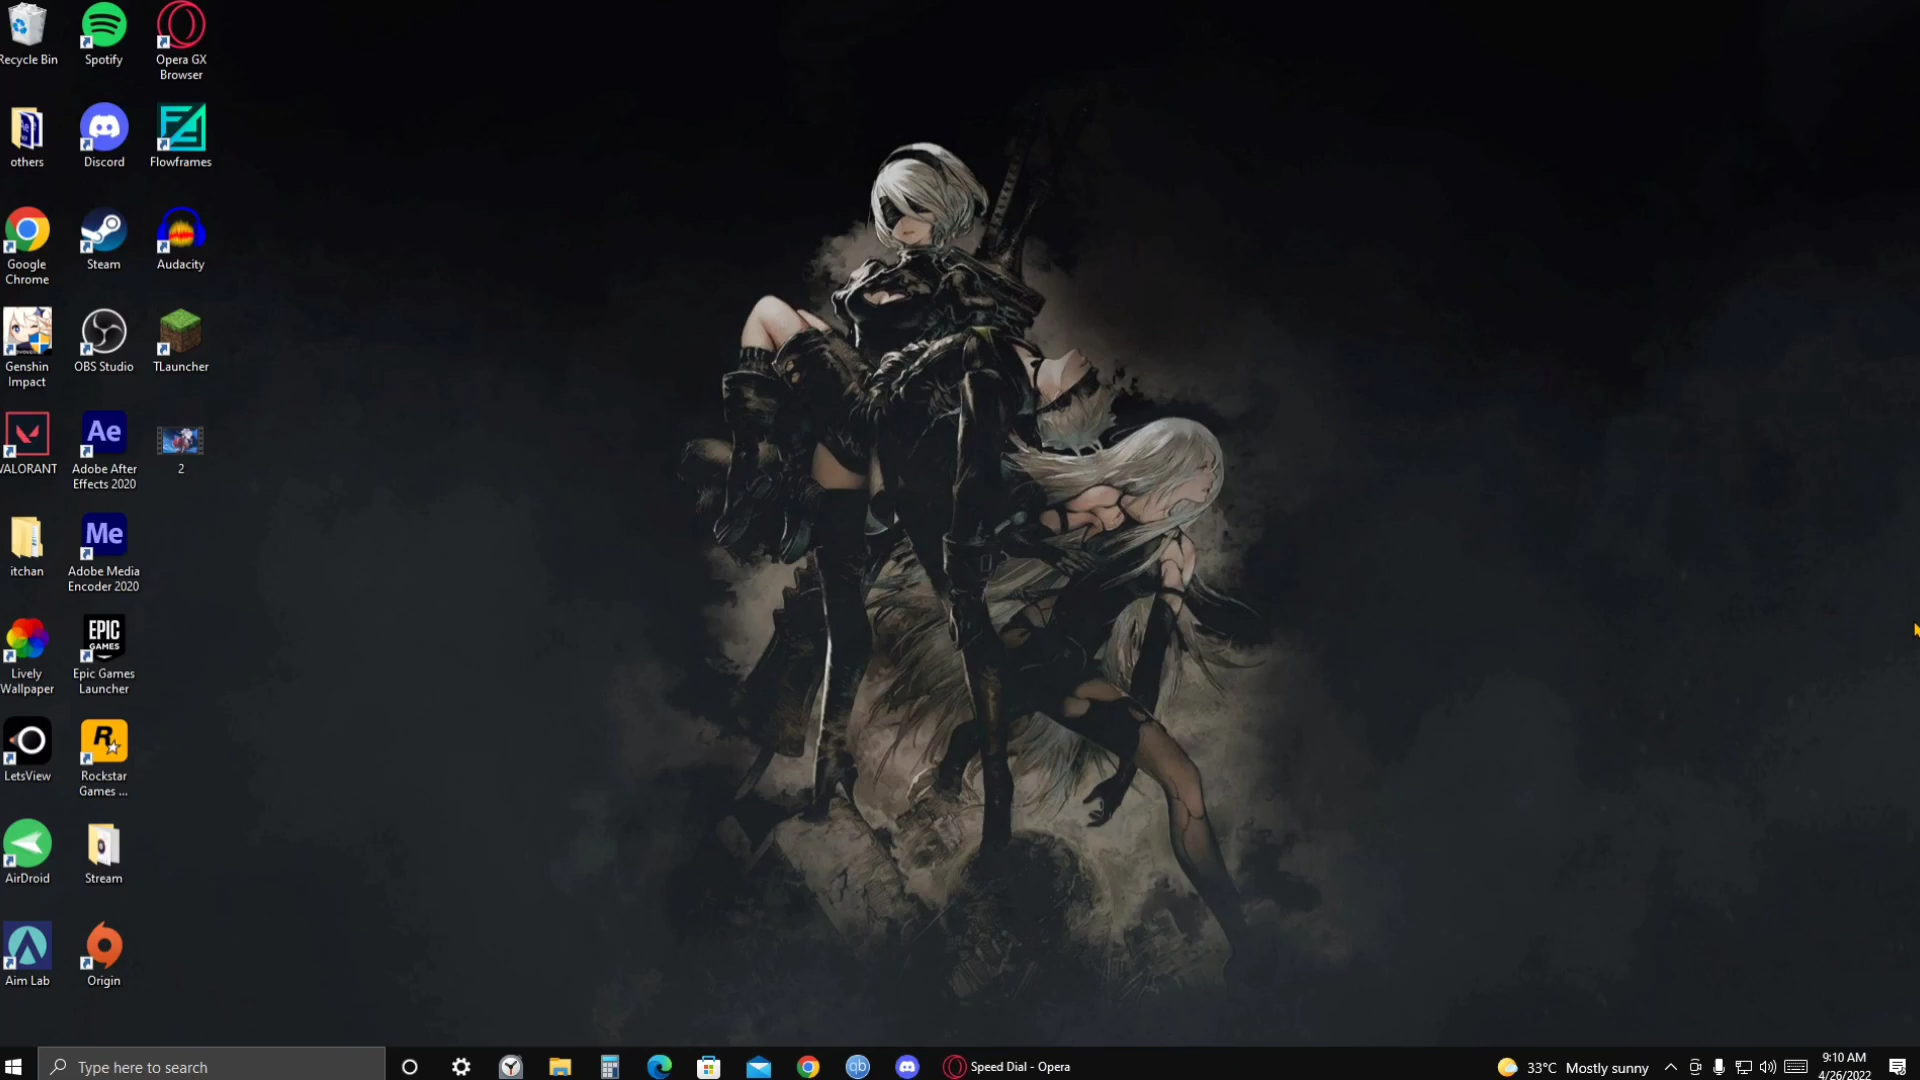 Recycle Bin
Spotify
Opera GX
Browser
others
Discord
Flowframes
Google
Chrome
Steam
Audacity
Genshin
Impact
OBS Studio
TLauncher
VALORANT
Ae
Adobe After
Effects 2020
2
itchan
Me
Adobe Media
Encoder 2020
Lively
Wallpaper
EPIC
GAMES
Epic Games
Launcher
LetsView
R
Rockstar
Games ...
AirDroid
Stream
Aim Lab
Origin
Type here to search
qb
Speed Dial - Opera
33°C Mostly sunny
9:10 AM
4/26/2022